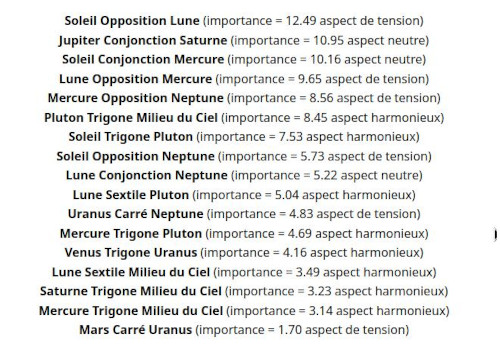 Soleil Opposition Lune (importance = 12.49 aspect de tension)
Jupiter Conjonction Saturne (importance = 10.95 aspect neutre)
Soleil Conjonction Mercure (importance = 10.16 aspect neutre)
Lune Opposition Mercure (importance = 9.65 aspect de tension)
Mercure Opposition Neptune (importance = 8.56 aspect de tension)
Pluton Trigone Milieu du Ciel (importance = 8.45 aspect harmonieux)
Soleil Trigone Pluton (importance = 7.53 aspect harmonieux)
Soleil Opposition Neptune (importance = 5.73 aspect de tension)
Lune Conjonction Neptune (importance = 5.22 aspect neutre)
Lune Sextile Pluton (importance = 5.04 aspect harmonieux)
Uranus Carré Neptune (importance = 4.83 aspect de tension)
Mercure Trigone Pluton (importance = 4.69 aspect harmonieux)
Venus Trigone Uranus (importance = 4.16 aspect harmonieux)
Lune Sextile Milieu du Ciel (importance = 3.49 aspect harmonieux)
Saturne Trigone Milieu du Ciel (importance = 3.23 aspect harmonieux)
Mercure Trigone Milieu du Ciel (importance = 3.14 aspect harmonieux)
Mars Carré Uranus (importance = 1.70 aspect de tension)